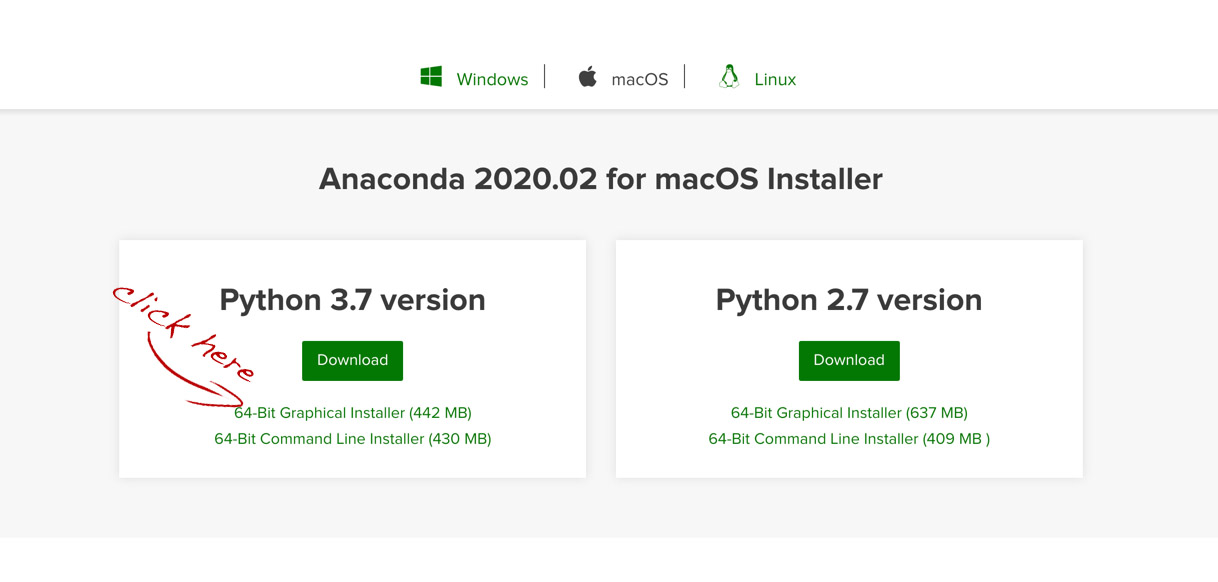 Windows
macOS
Linux
Anaconda 2020.02 for macOS Installer
Python 3.7 version
click here
Download
64-Bit Graphical Installer (442 MB)
64-Bit Command Line Installer (430 MB)
Python 2.7 version
Download
64-Bit Graphical Installer (637 MB)
64-Bit Command Line Installer (409 MB )